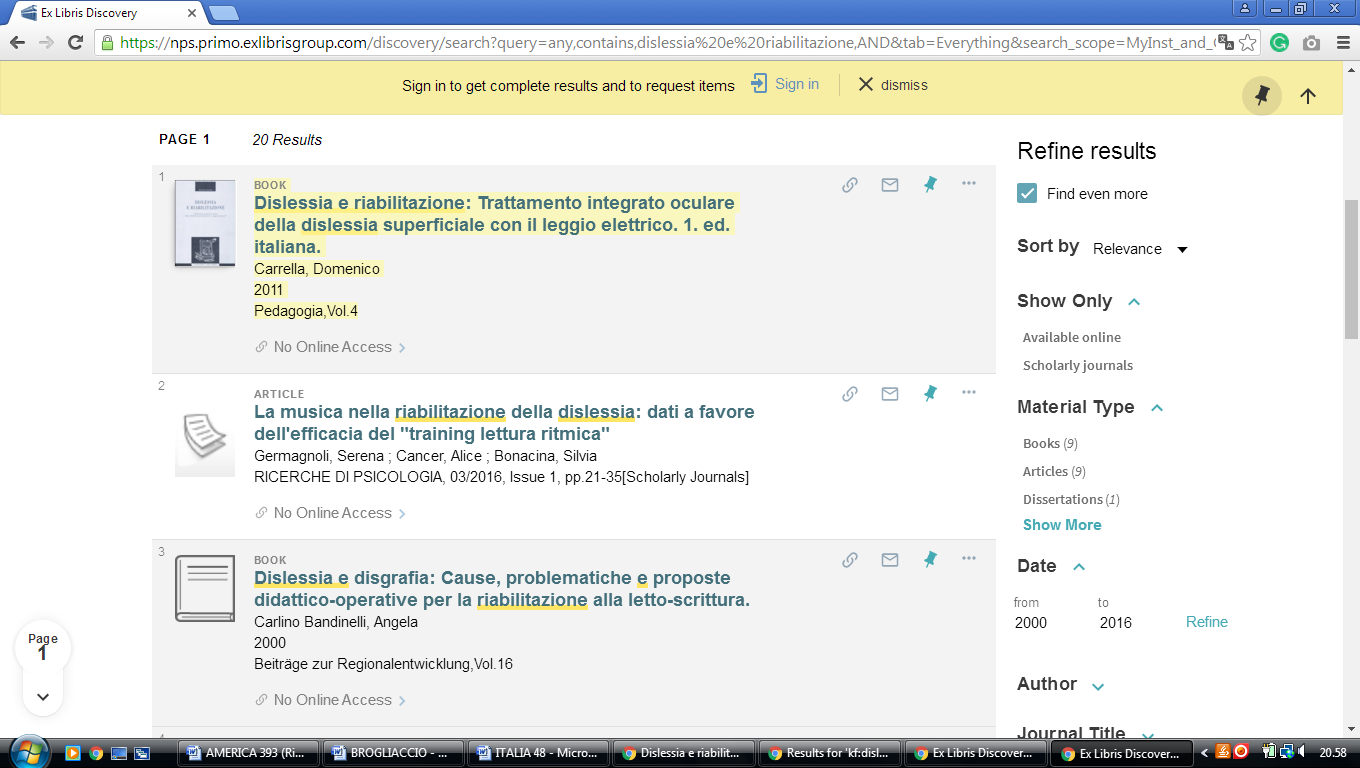 Ex Libris Discovery
https://nps.primo.exlibrisgroup.com/discovery/search?query=any,contains,dislessia%20e%20riabilitazione,AND&tab=Everything&search_scope=MyInst_and_
Sign in to get complete results and to request items Sign in dismiss
PAGE 1 20 Results
1
DISLESSIA
E RIABILITAZIONE
BOOK
Dislessia e riabilitazione: Trattamento integrato oculare
della dislessia superficiale con il leggio elettrico. 1. ed.
italiana.
Carrella, Domenico
2011
Pedagogia,Vol.4
No Online Access
2
ARTICLE
La musica nella riabilitazione della dislessia: dati a favore
dell'efficacia del "training lettura ritmica"
Germagnoli, Serena ; Cancer, Alice ; Bonacina, Silvia
RICERCHE DI PSICOLOGIA, 03/2016, Issue 1, pp.21-35[Scholarly Journals]
No Online Access
3
BOOK
Dislessia e disgrafia: Cause, problematiche e proposte
didattico-operative per la riabilitazione alla letto-scrittura.
Carlino Bandinelli, Angela
2000
Beiträge zur Regionalentwicklung,Vol.16
No Online Access
Page
1
Refine results
Find even more
Sort by Relevance
Show Only
Available online
Scholarly journals
Material Type
Books (9)
Articles (9)
Dissertations (1)
Show More
Date
from to
2000 2016 Refine
Author
Journal Title
AMERICA 393 (Ri... BROGLIACCIO - ... ITALIA 48 - Micros... Dislessia e riabilit... Results for 'kf:disl... Ex Libris Discover... Ex Libris Discover... 20.58